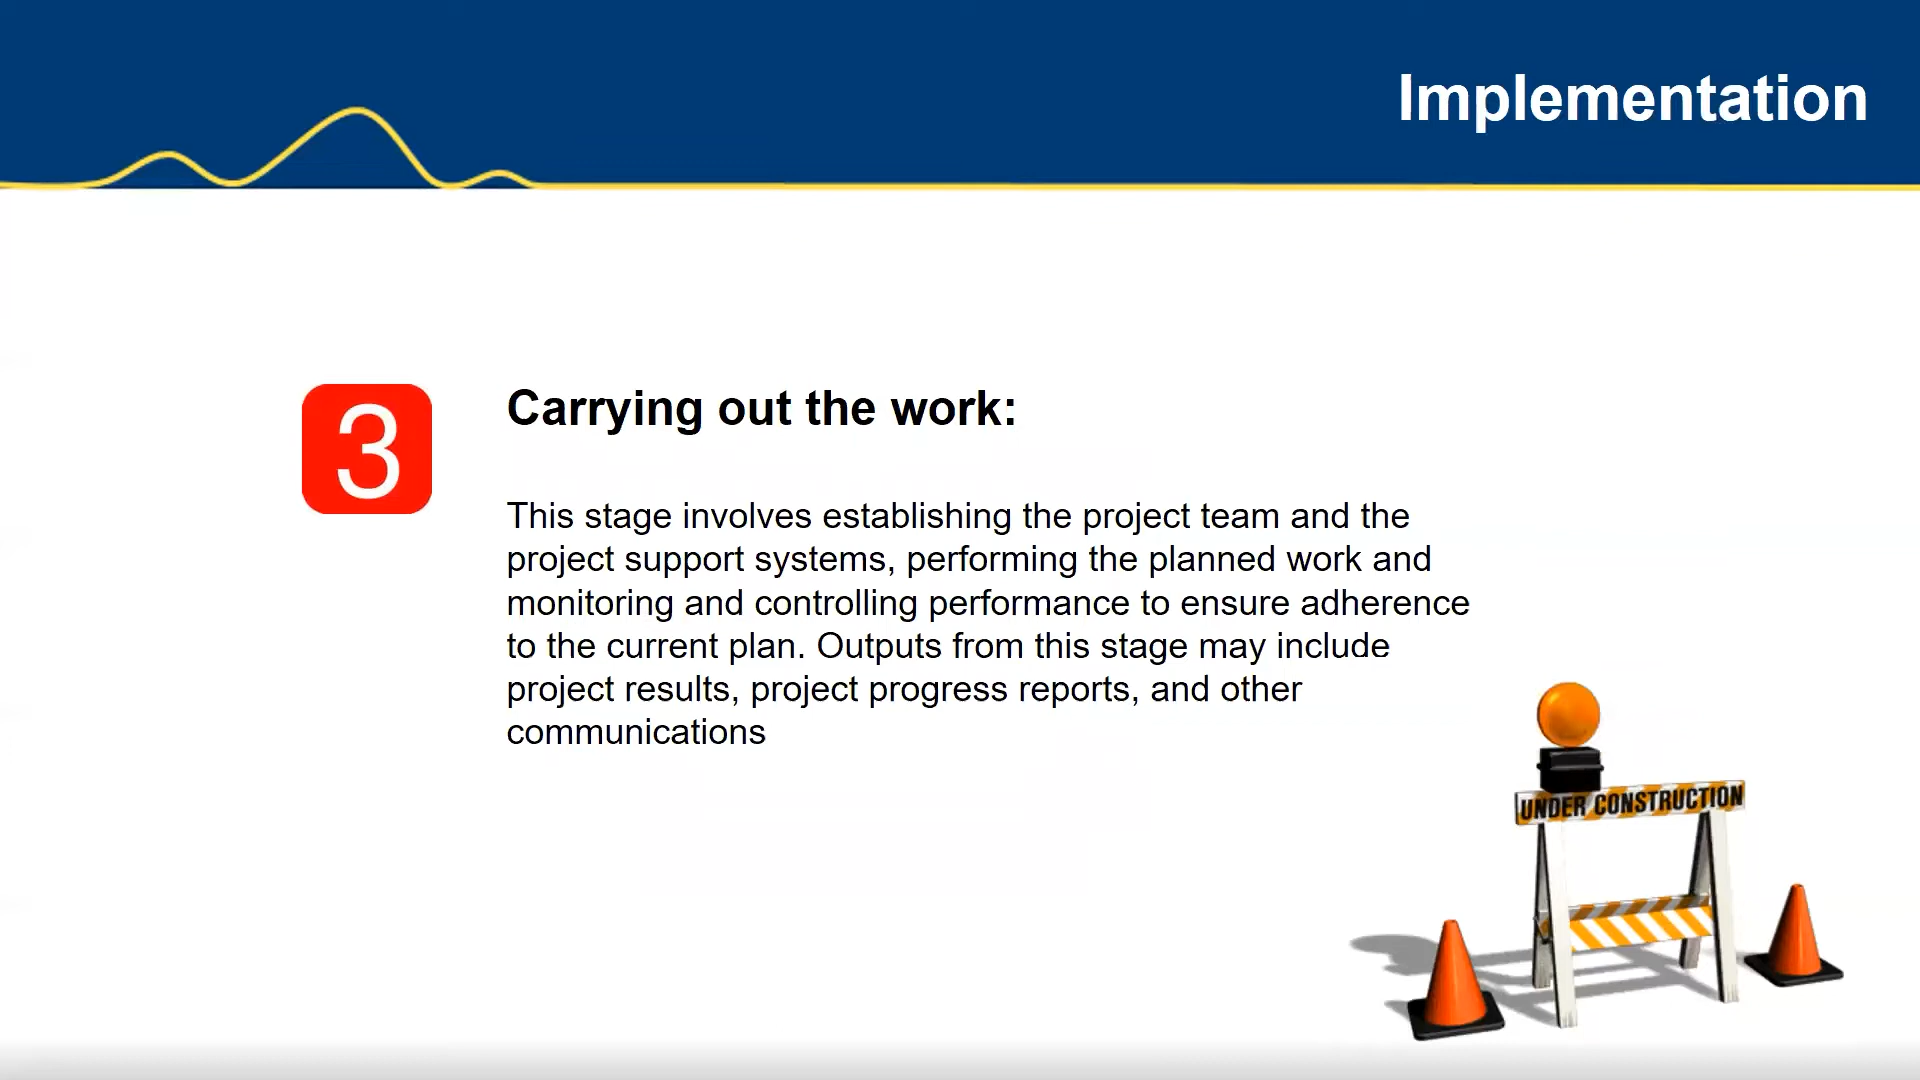 Implementation
3
Carrying out the work:
This stage involves establishing the project team and the
project support systems, performing the planned work and
monitoring and controlling performance to ensure adherence
to the current plan. Outputs from this stage may include
project results, project progress reports, and other
communications
UNDER CONSTRUCTION